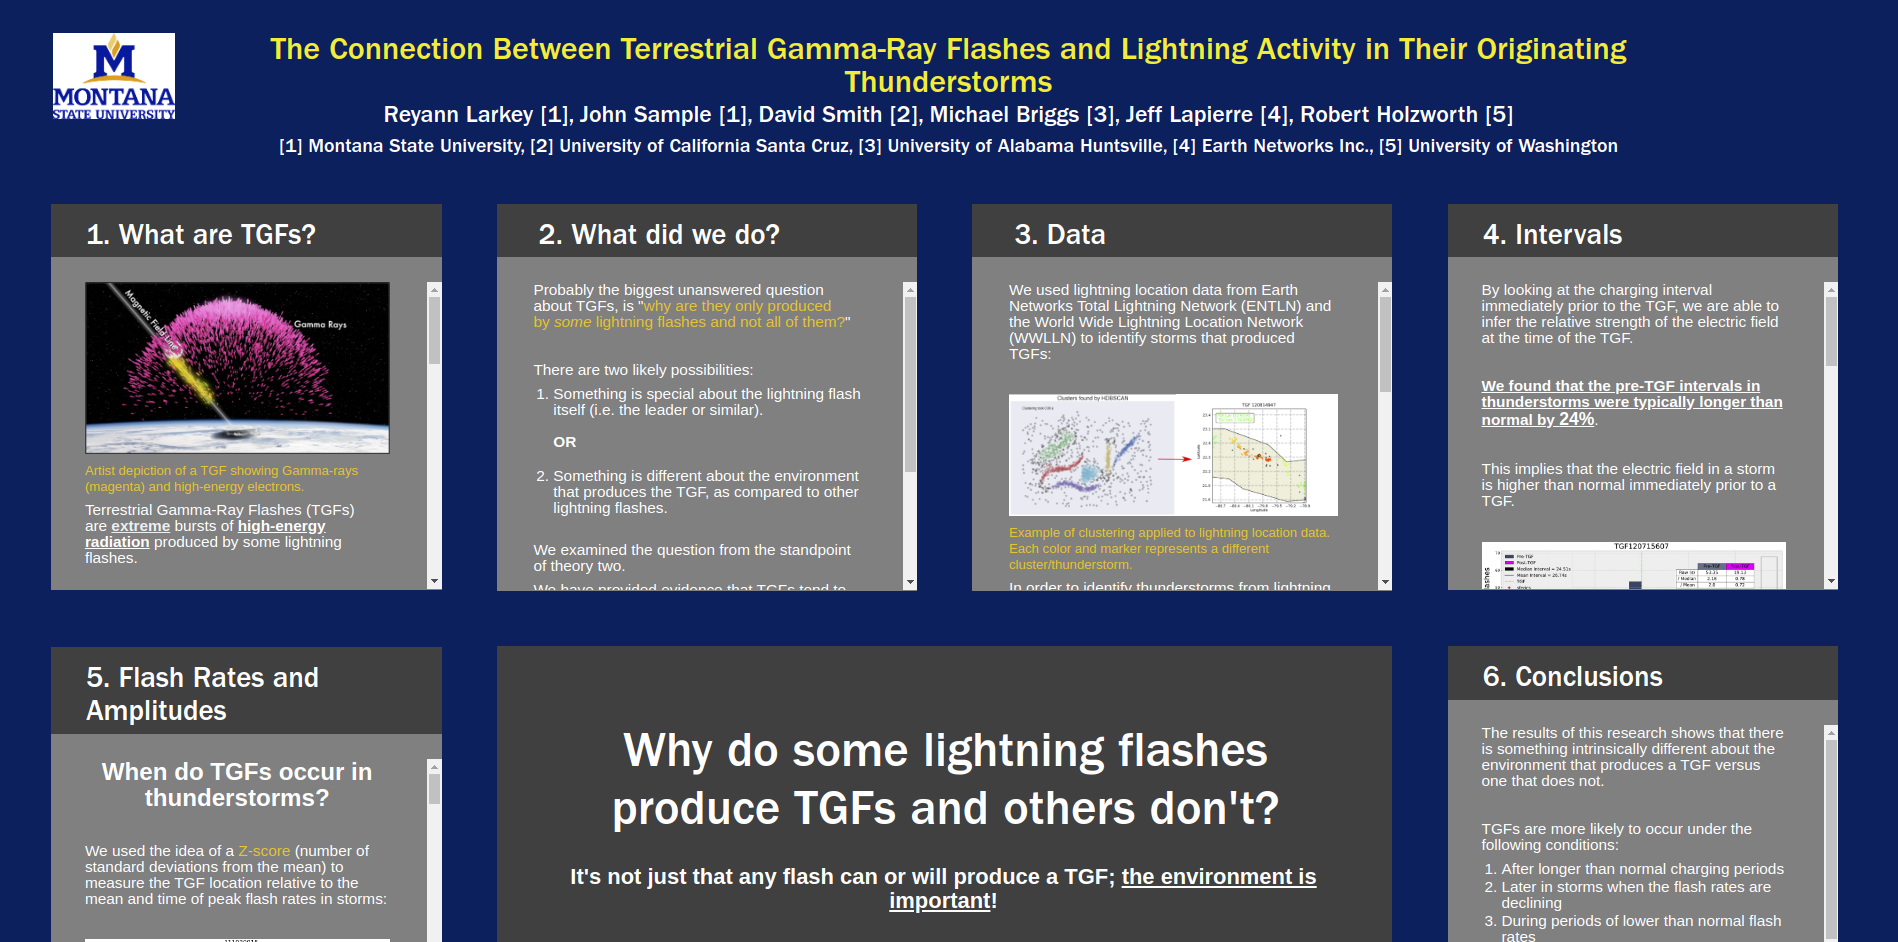 M
MONTANA
STATE UNIVERSITY
The Connection Between Terrestrial Gamma-Ray Flashes and Lightning Activity in Their Originating
Thunderstorms
Reyann Larkey [1], John Sample [1], David Smith [2], Michael Briggs [3], Jeff Lapierre [4], Robert Holzworth [5]
[1] Montana State University, [2] University of California Santa Cruz, [3] University of Alabama Huntsville, [4] Earth Networks Inc., [5] University of Washington
1. What are TGFs?
Magnetic Field Line
Gamma Rays
Artist depiction of a TGF showing Gamma-rays
(magenta) and high-energy electrons.
Terrestrial Gamma-Ray Flashes (TGFs)
are extreme bursts of high-energy
radiation produced by some lightning
flashes.
2. What did we do?
Probably the biggest unanswered question
about TGFs, is "why are they only produced
by some lightning flashes and not all of them?"
There are two likely possibilities:
1. Something is special about the lightning flash
itself (i.e. the leader or similar).
OR
2. Something is different about the environment
that produces the TGF, as compared to other
lightning flashes.
We examined the question from the standpoint
of theory two.
We have provided evidence that TGFs tend to
3. Data
We used lightning location data from Earth
Networks Total Lightning Network (ENTLN) and
the World Wide Lightning Location Network
(WWLLN) to identify storms that produced
TGFs:
Clusters found by HDBSCAN
TGF 120814847
Longitude
Example of clustering applied to lightning location data.
Each color and marker represents a different
cluster/thunderstorm.
In order to identify thunderstorms from lightning
4. Intervals
By looking at the charging interval
immediately prior to the TGF, we are able to
infer the relative strength of the electric field
at the time of the TGF.
We found that the pre-TGF intervals in
thunderstorms were typically longer than
normal by 24%.
This implies that the electric field in a storm
is higher than normal immediately prior to a
TGF.
TGF120715607
Pre-TGF
Post-TGF
Median Interval = 24.51s
Mean Interval = 26.74s
TGF
5. Flash Rates and
Amplitudes
When do TGFs occur in
thunderstorms?
We used the idea of a Z-score (number of
standard deviations from the mean) to
measure the TGF location relative to the
mean and time of peak flash rates in storms:
Why do some lightning flashes
produce TGFs and others don't?
It's not just that any flash can or will produce a TGF; the environment is
important!
6. Conclusions
The results of this research shows that there
is something intrinsically different about the
environment that produces a TGF versus
one that does not.
TGFs are more likely to occur under the
following conditions:
1. After longer than normal charging periods
2. Later in storms when the flash rates are
declining
3. During periods of lower than normal flash
rates